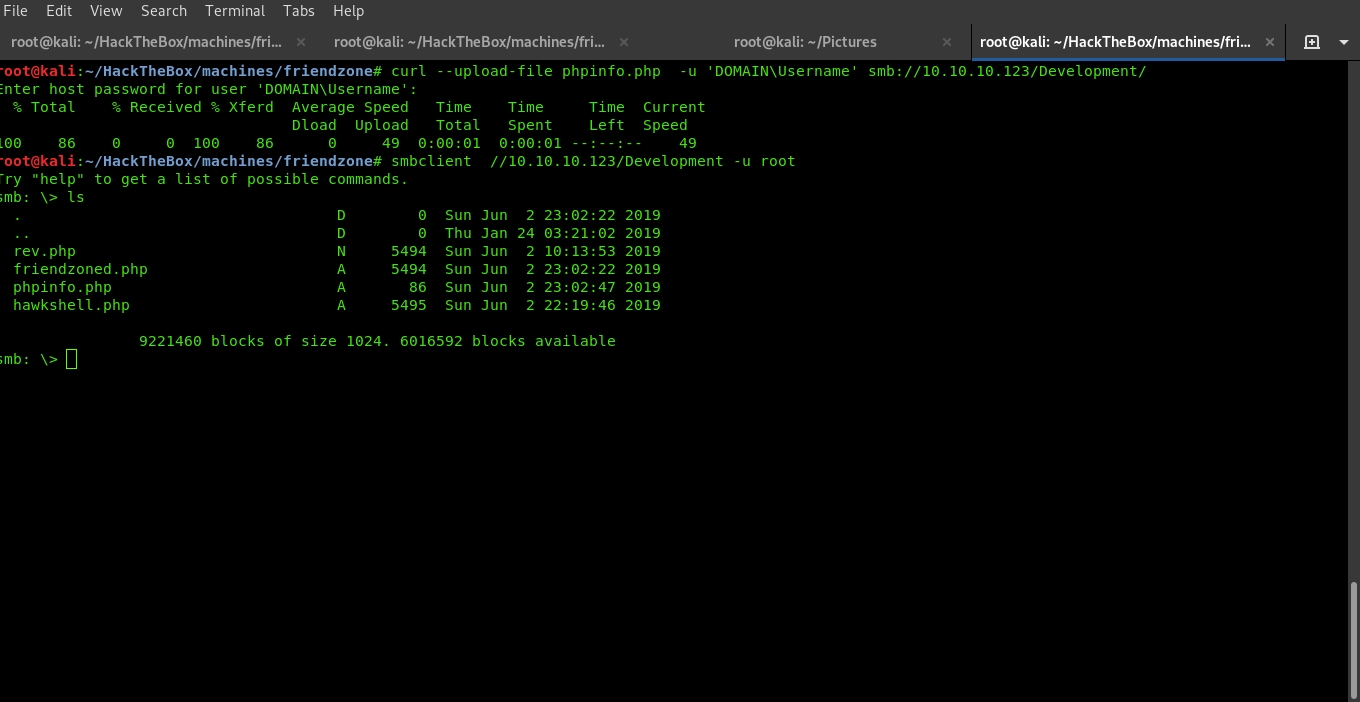 File Edit View Search Terminal Tabs Help
root@kali: ~/HackTheBox/machines/fri... × root@kali: ~/HackTheBox/machines/fri... × root@kali: ~/Pictures × root@kali: ~/HackTheBox/machines/fri... ×
root@kali:~/HackTheBox/machines/friendzone# curl --upload-file phpinfo.php  -u 'DOMAIN\Username' smb://10.10.10.123/Development/
Enter host password for user 'DOMAIN\Username':
  % Total    % Received % Xferd  Average Speed   Time    Time     Time  Current
                                 Dload  Upload   Total   Spent    Left  Speed
100    86    0     0  100    86      0     49  0:00:01  0:00:01 --:--:--    49
root@kali:~/HackTheBox/machines/friendzone# smbclient  //10.10.10.123/Development -u root
Try "help" to get a list of possible commands.
smb: \> ls
  .                                   D        0  Sun Jun  2 23:02:22 2019
  ..                                  D        0  Thu Jan 24 03:21:02 2019
  rev.php                             N     5494  Sun Jun  2 10:13:53 2019
  friendzoned.php                     A     5494  Sun Jun  2 23:02:22 2019
  phpinfo.php                         A       86  Sun Jun  2 23:02:47 2019
  hawkshell.php                       A     5495  Sun Jun  2 22:19:46 2019
                9221460 blocks of size 1024. 6016592 blocks available
smb: \>